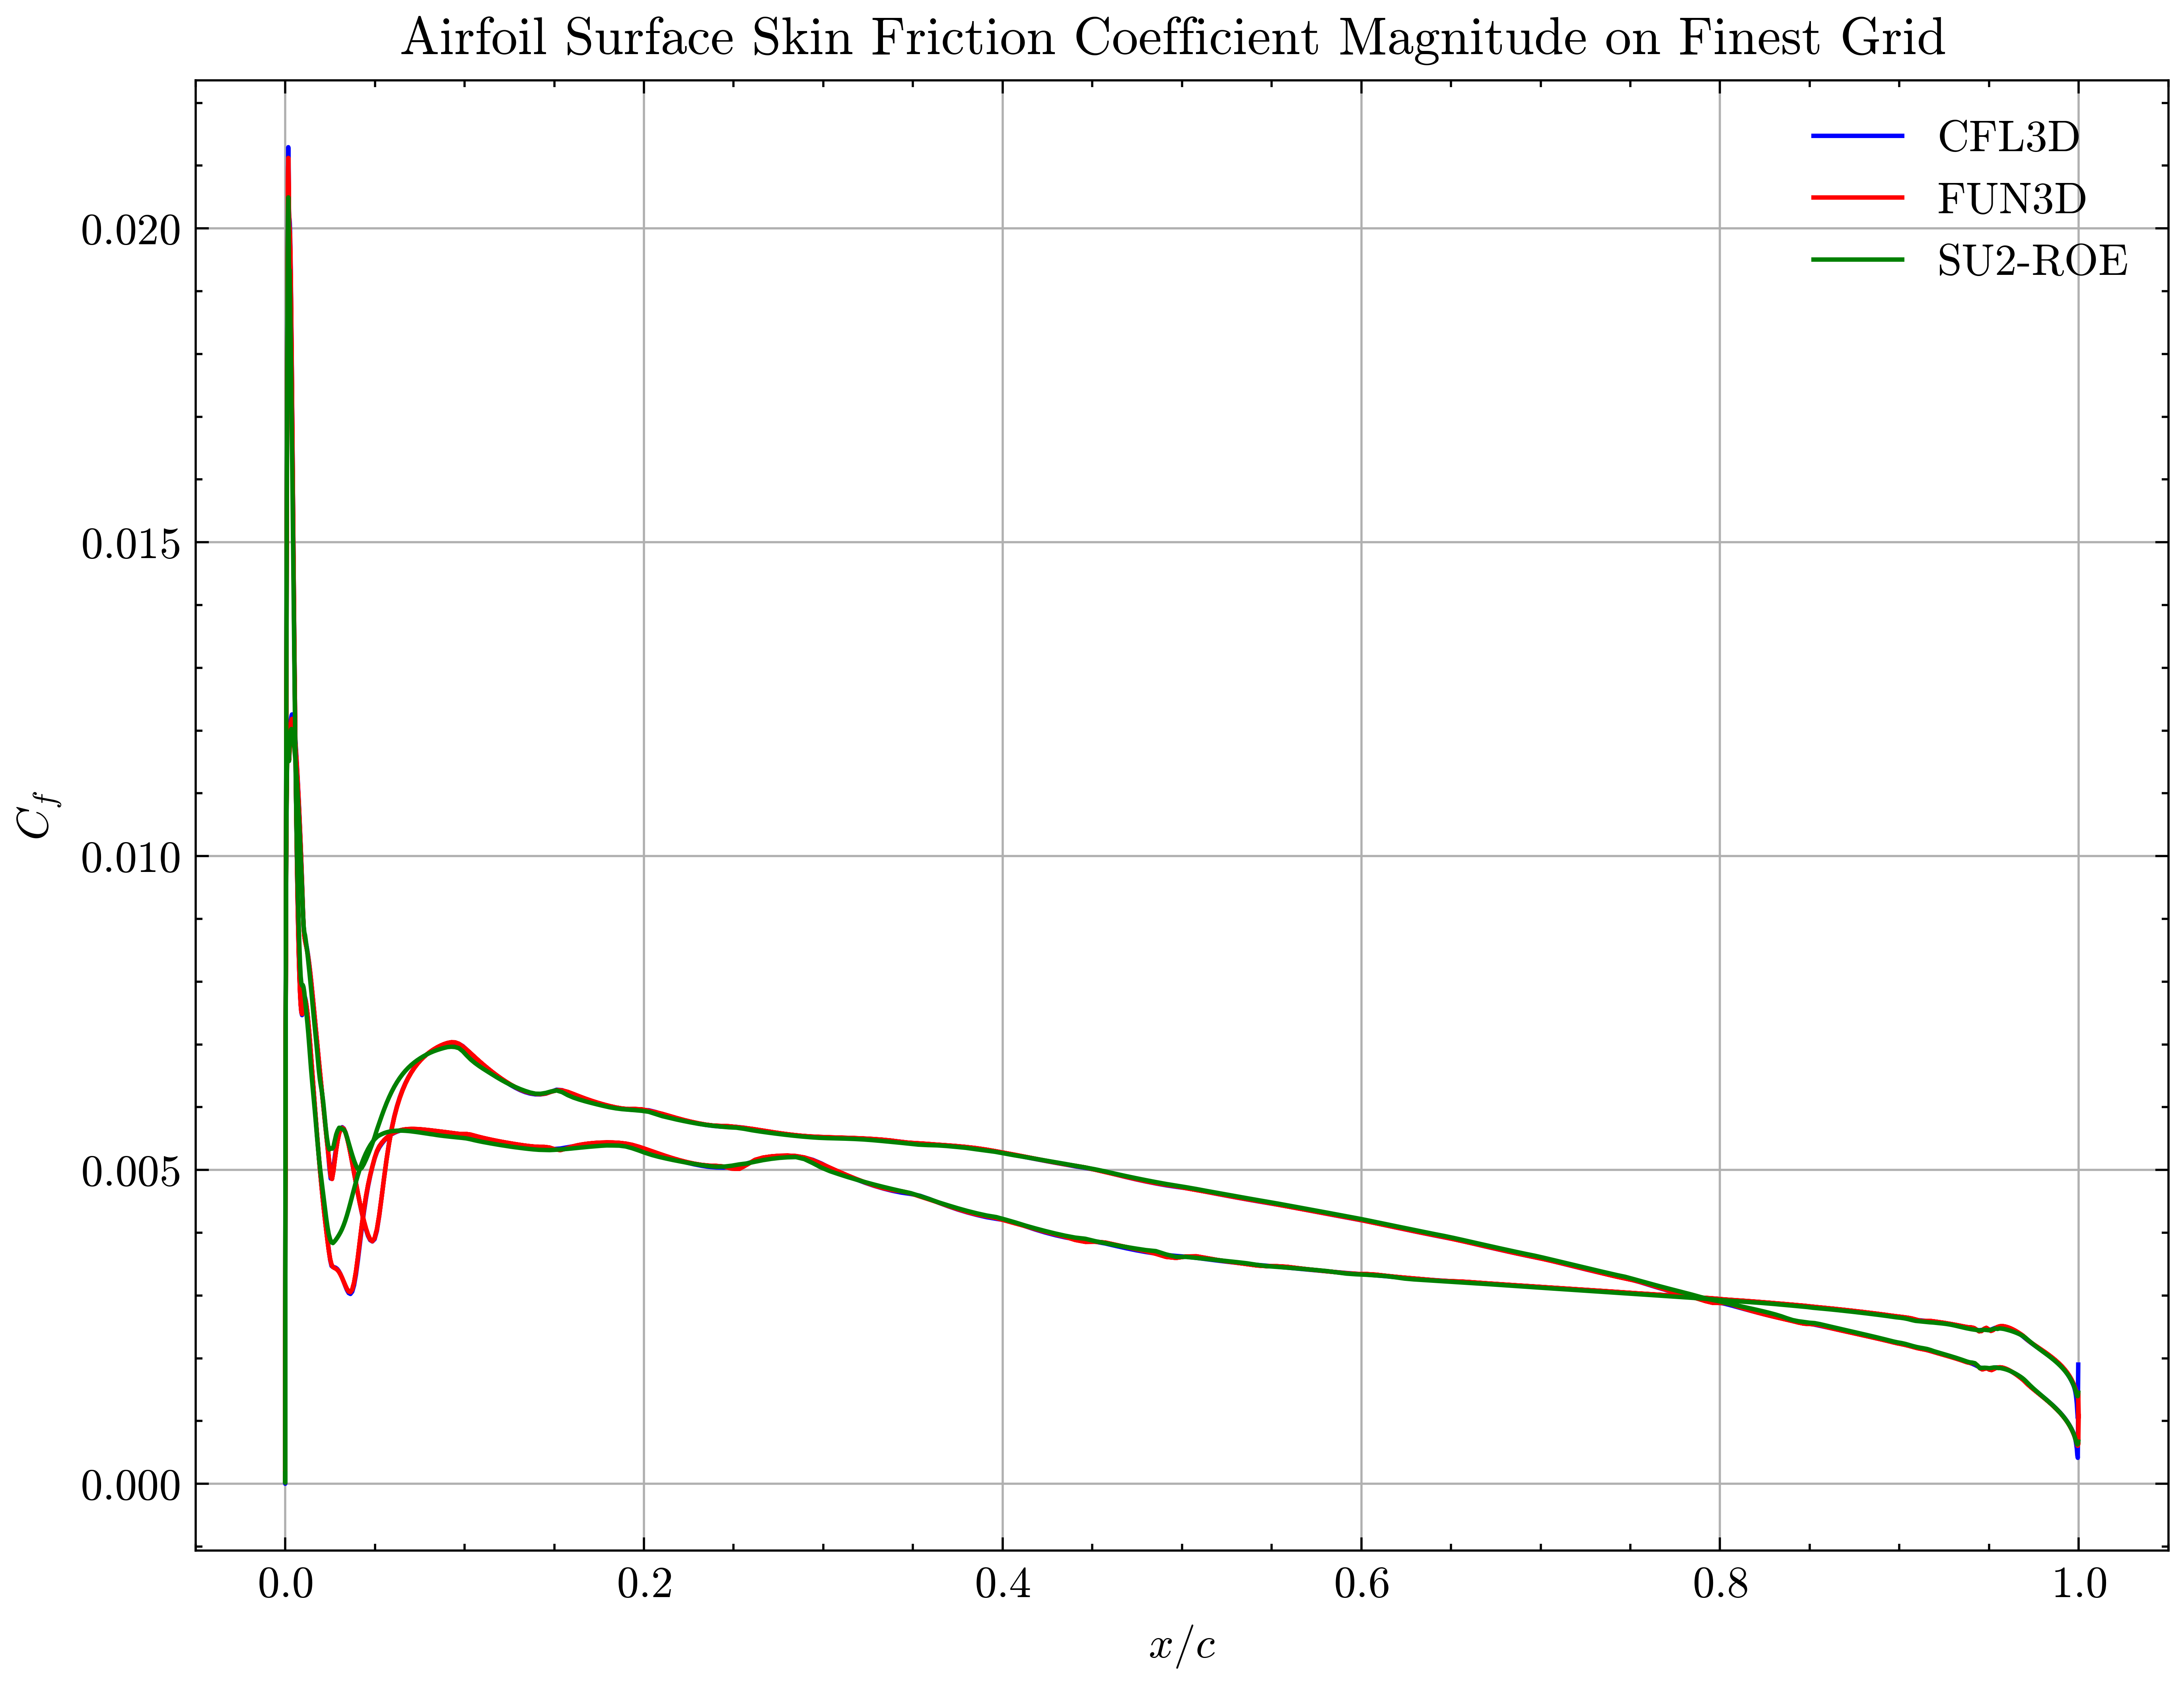 Airfoil Surface Skin Friction Coefficient Magnitude on Finest Grid
CFL3D
FUN3D
SU2-ROE
0.020
0.015
0.010
0.005
0.000
C_f
0.0 0.2 0.4 0.6 0.8 1.0
x/c